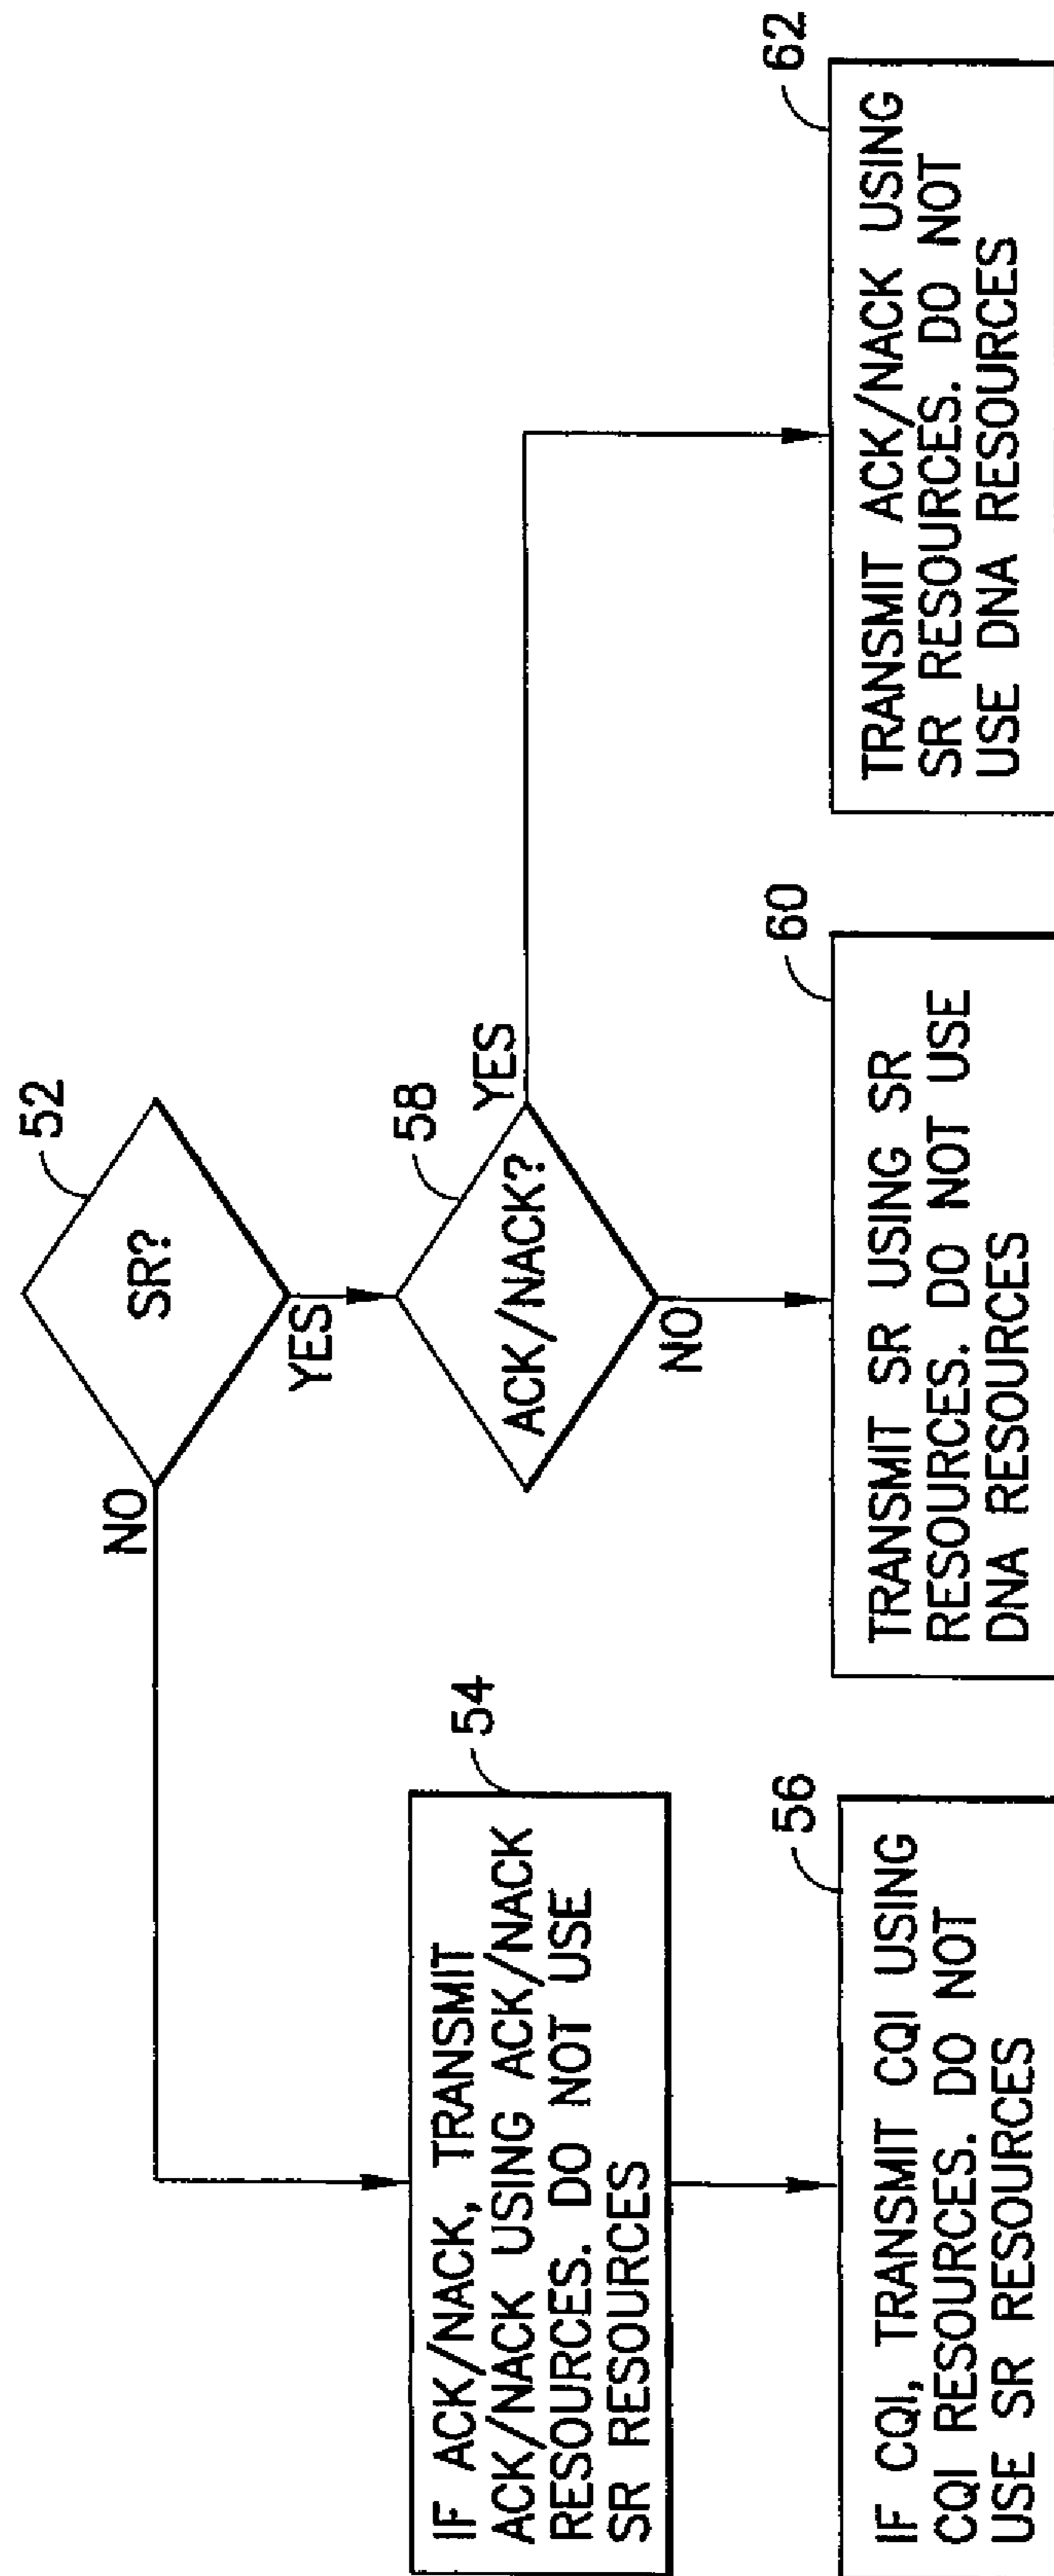 52
SR?
NO
YES
58
ACK/NACK?
YES
NO
54
IF ACK/NACK, TRANSMIT
ACK/NACK USING ACK/NACK
RESOURCES. DO NOT USE
SR RESOURCES
56
IF CQI, TRANSMIT CQI USING
CQI RESOURCES. DO NOT
USE SR RESOURCES
60
TRANSMIT SR USING SR
RESOURCES. DO NOT USE
DNA RESOURCES
62
TRANSMIT ACK/NACK USING
SR RESOURCES. DO NOT
USE DNA RESOURCES